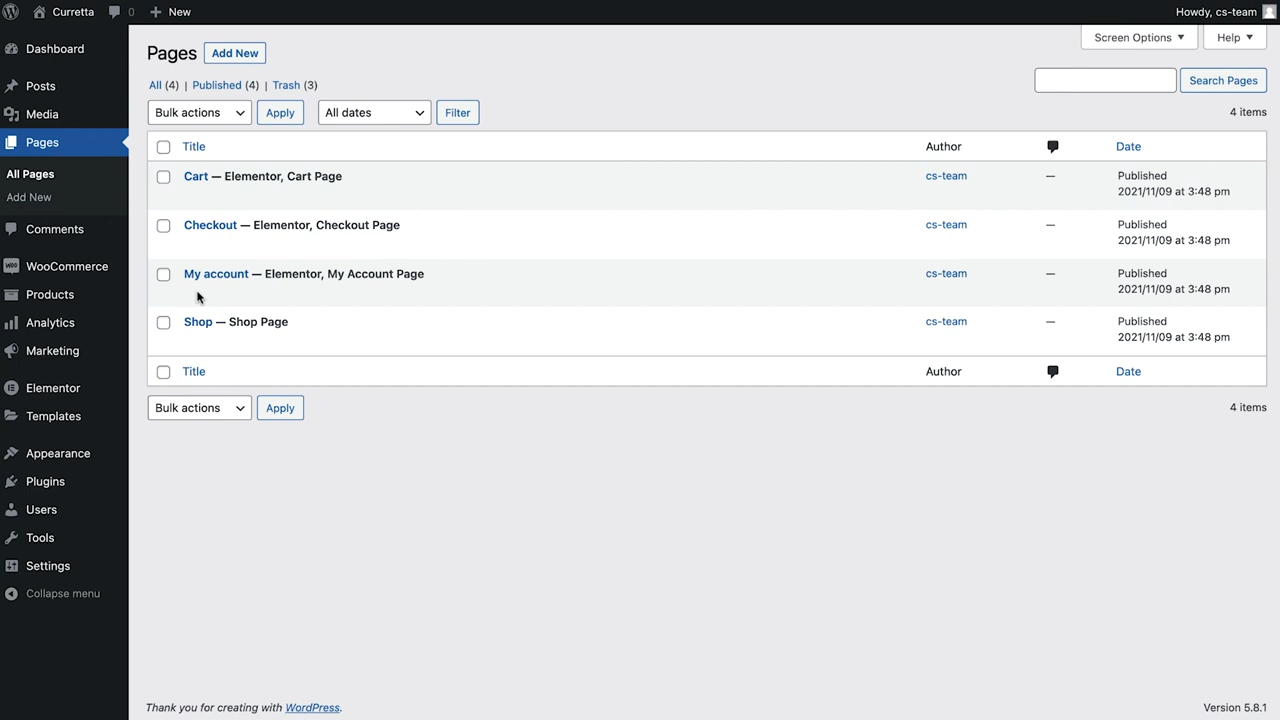 Curretta 0 New Howdy, cs-team
Dashboard
Posts
Media
Pages
All Pages
Add New
Comments
WooCommerce
Products
Analytics
Marketing
Elementor
Templates
Appearance
Plugins
Users
Tools
Settings
Collapse menu
Screen Options Help
Pages Add New
All (4) | Published (4) | Trash (3)
Search Pages
Bulk actions Apply All dates Filter 4 items
Title Author Date
Cart — Elementor, Cart Page cs-team — Published
2021/11/09 at 3:48 pm
Checkout — Elementor, Checkout Page cs-team — Published
2021/11/09 at 3:48 pm
My account — Elementor, My Account Page cs-team — Published
2021/11/09 at 3:48 pm
Shop — Shop Page cs-team — Published
2021/11/09 at 3:48 pm
Title Author Date
Bulk actions Apply 4 items
Thank you for creating with WordPress. Version 5.8.1